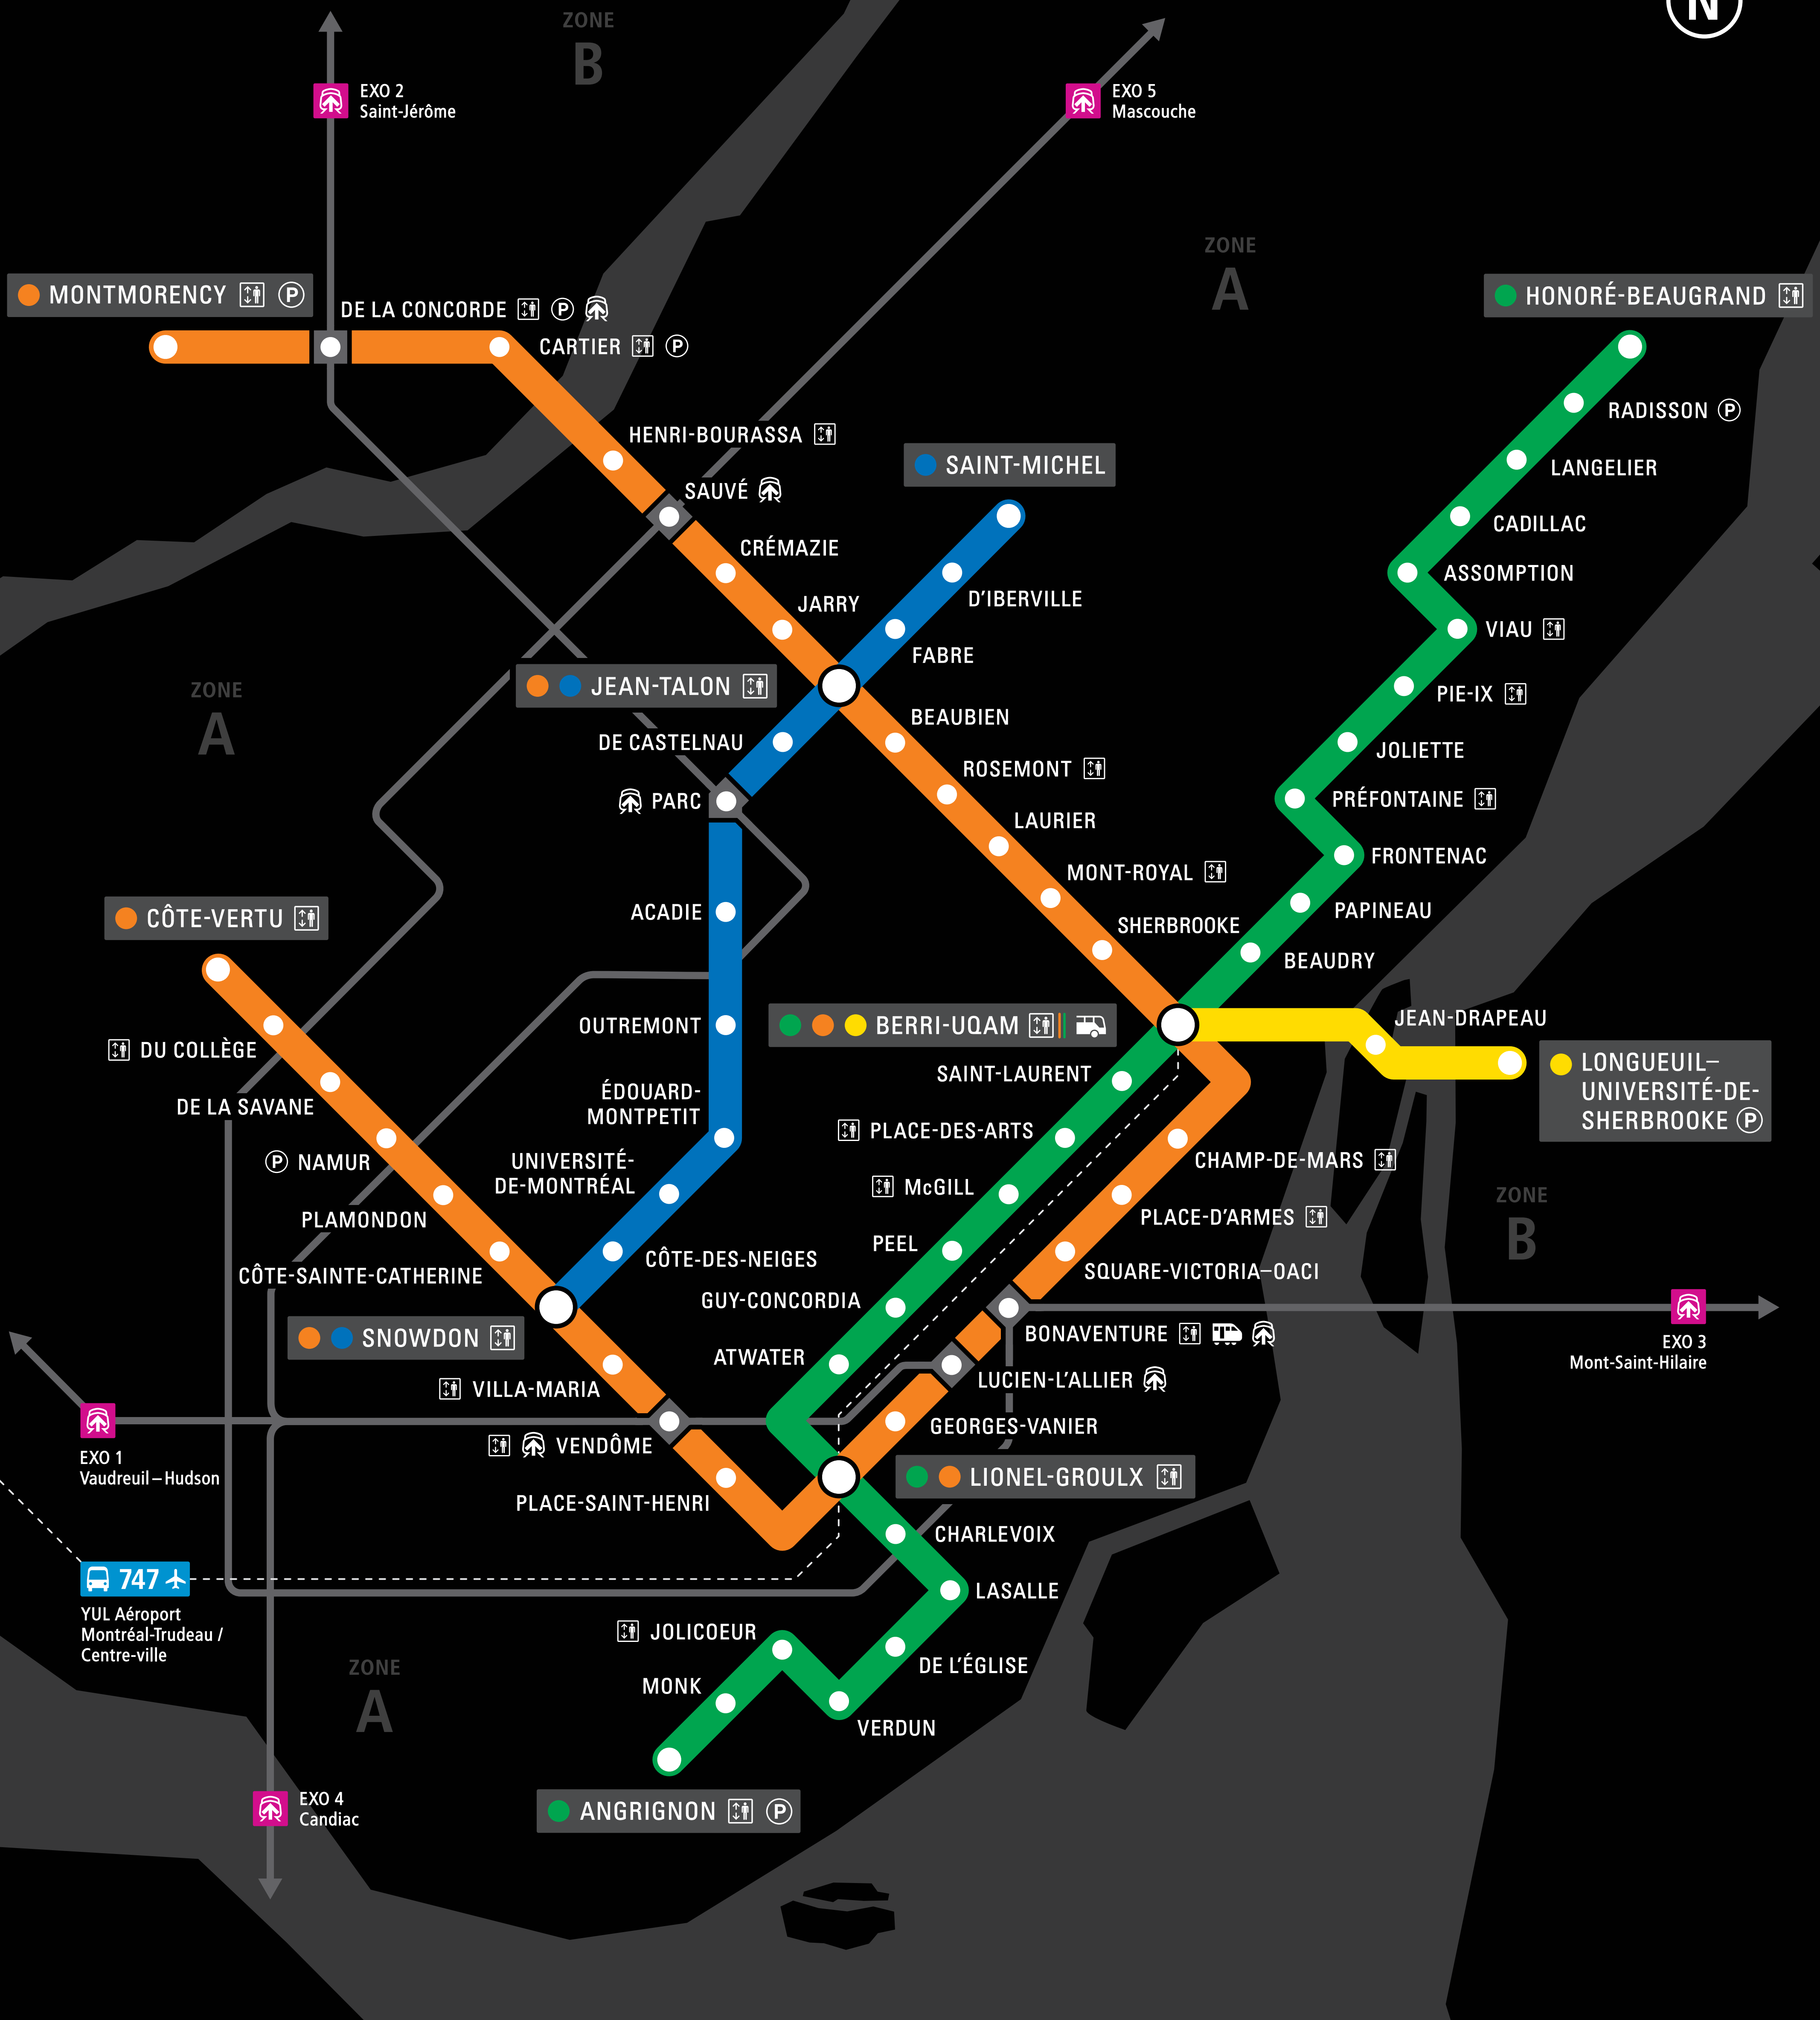 N
ZONE
B
EXO 2
Saint-Jérôme
EXO 5
Mascouche
ZONE
A
MONTMORENCY P
DE LA CONCORDE P
CARTIER P
HONORÉ-BEAUGRAND
RADISSON P
HENRI-BOURASSA
SAINT-MICHEL
LANGELIER
SAUVÉ
CADILLAC
CRÉMAZIE
ASSOMPTION
D'IBERVILLE
JARRY
VIAU
FABRE
ZONE
A
JEAN-TALON
PIE-IX
BEAUBIEN
DE CASTELNAU
JOLIETTE
ROSEMONT
PARC
PRÉFONTAINE
LAURIER
FRONTENAC
MONT-ROYAL
CÔTE-VERTU
ACADIE
PAPINEAU
SHERBROOKE
BEAUDRY
OUTREMONT
BERRI-UQAM
JEAN-DRAPEAU
DU COLLÈGE
SAINT-LAURENT
LONGUEUIL–
UNIVERSITÉ-DE-
SHERBROOKE P
DE LA SAVANE
ÉDOUARD-
MONTPETIT
PLACE-DES-ARTS
P NAMUR
UNIVERSITÉ-
DE-MONTRÉAL
CHAMP-DE-MARS
McGILL
ZONE
B
PLAMONDON
PLACE-D'ARMES
PEEL
CÔTE-SAINTE-CATHERINE
CÔTE-DES-NEIGES
SQUARE-VICTORIA–OACI
GUY-CONCORDIA
SNOWDON
BONAVENTURE
EXO 3
Mont-Saint-Hilaire
ATWATER
VILLA-MARIA
LUCIEN-L'ALLIER
EXO 1
Vaudreuil–Hudson
VENDÔME
GEORGES-VANIER
LIONEL-GROULX
PLACE-SAINT-HENRI
CHARLEVOIX
747
LASALLE
YUL Aéroport
Montréal-Trudeau /
Centre-ville
JOLICOEUR
DE L'ÉGLISE
ZONE
A
MONK
VERDUN
EXO 4
Candiac
ANGRIGNON P